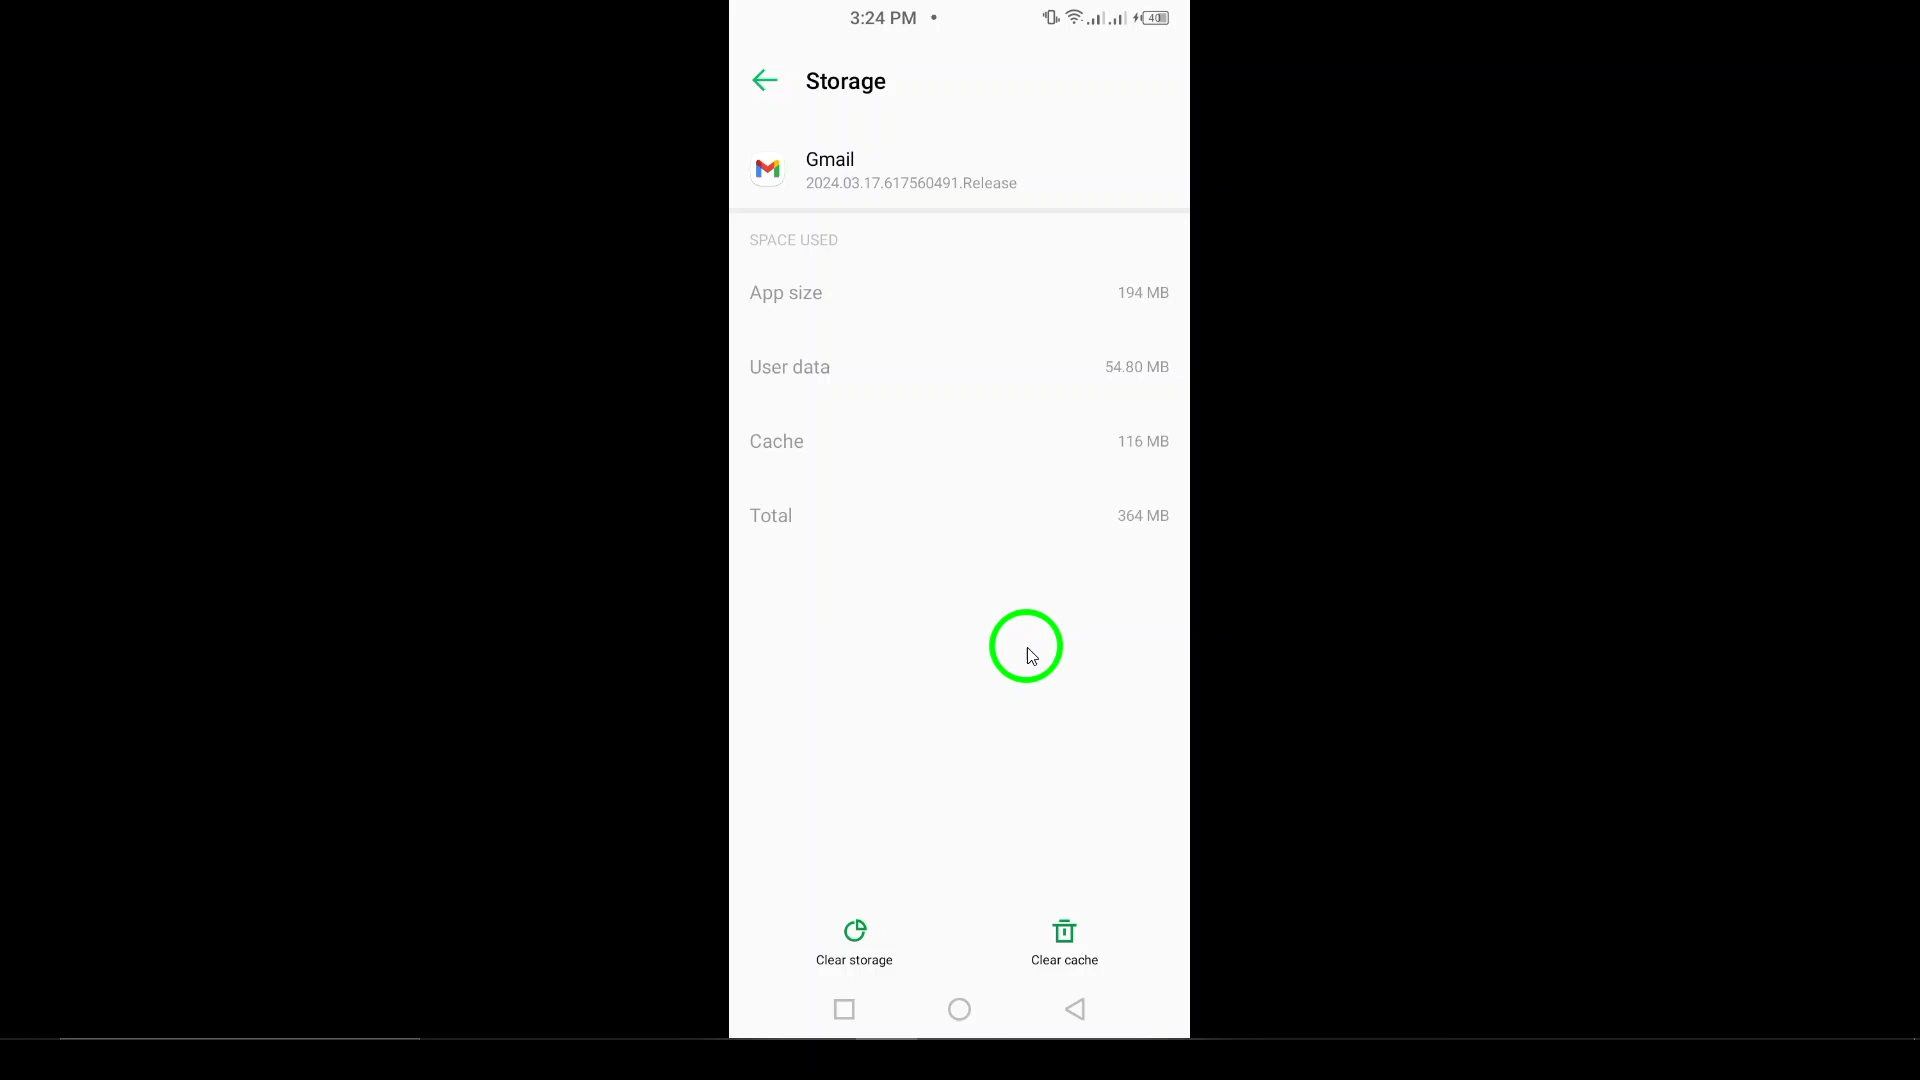 3:24 PM
40
Storage
Gmail
2024.03.17.617560491.Release
SPACE USED
App size 194 MB
User data 54.80 MB
Cache 116 MB
Total 364 MB
Clear storage Clear cache